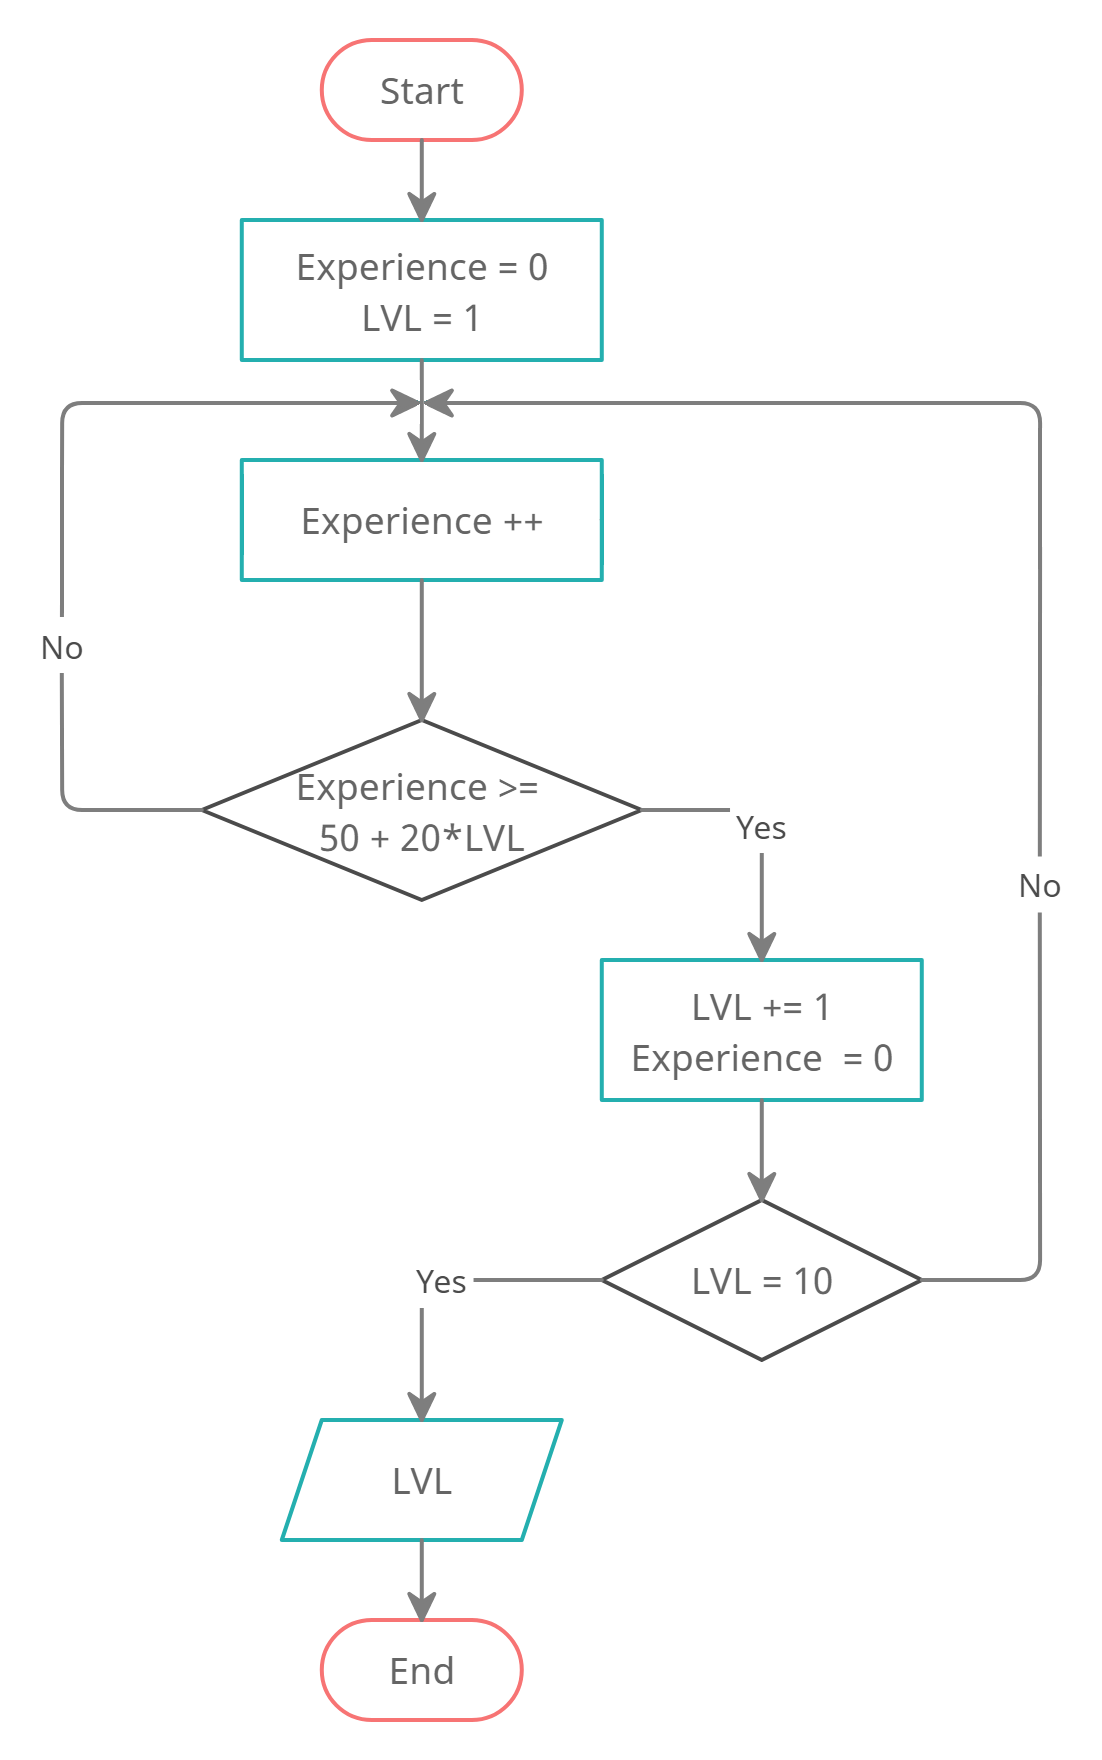 Start
Experience = 0
LVL = 1
Experience ++
No
Experience >=
50 + 20*LVL
Yes
No
LVL += 1
Experience  = 0
Yes
LVL = 10
LVL
End